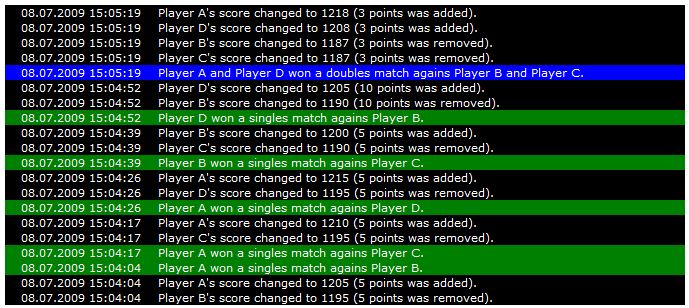 08.07.2009 15:05:19 Player A's score changed to 1218 (3 points was added).
08.07.2009 15:05:19 Player D's score changed to 1208 (3 points was added).
08.07.2009 15:05:19 Player B's score changed to 1187 (3 points was removed).
08.07.2009 15:05:19 Player C's score changed to 1187 (3 points was removed).
08.07.2009 15:05:19 Player A and Player D won a doubles match agains Player B and Player C.
08.07.2009 15:04:52 Player D's score changed to 1205 (10 points was added).
08.07.2009 15:04:52 Player B's score changed to 1190 (10 points was removed).
08.07.2009 15:04:52 Player D won a singles match agains Player B.
08.07.2009 15:04:39 Player B's score changed to 1200 (5 points was added).
08.07.2009 15:04:39 Player C's score changed to 1190 (5 points was removed).
08.07.2009 15:04:39 Player B won a singles match agains Player C.
08.07.2009 15:04:26 Player A's score changed to 1215 (5 points was added).
08.07.2009 15:04:26 Player D's score changed to 1195 (5 points was removed).
08.07.2009 15:04:26 Player A won a singles match agains Player D.
08.07.2009 15:04:17 Player A's score changed to 1210 (5 points was added).
08.07.2009 15:04:17 Player C's score changed to 1195 (5 points was removed).
08.07.2009 15:04:17 Player A won a singles match agains Player C.
08.07.2009 15:04:04 Player A won a singles match agains Player B.
08.07.2009 15:04:04 Player A's score changed to 1205 (5 points was added).
08.07.2009 15:04:04 Player B's score changed to 1195 (5 points was removed).